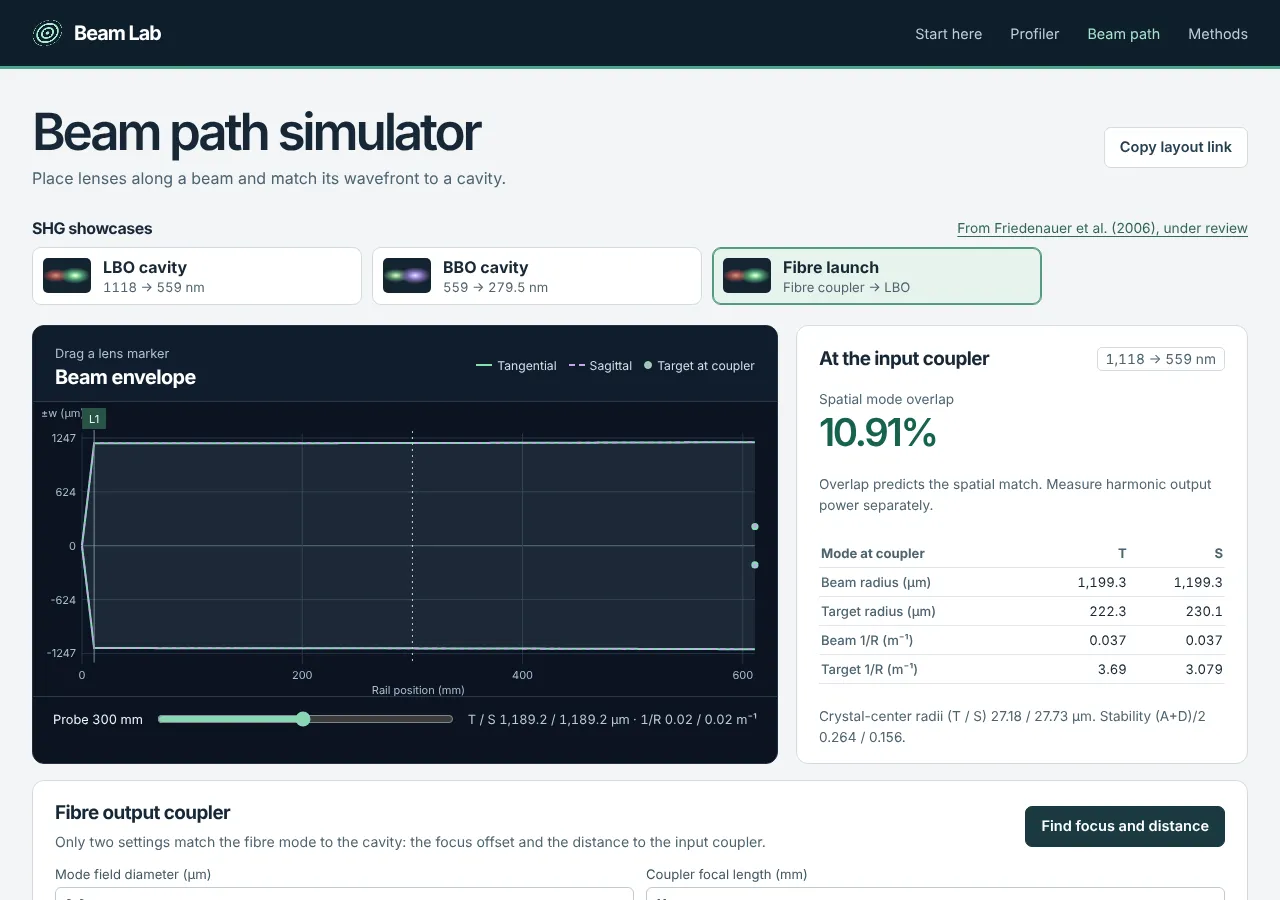 Beam Lab
Start here
Profiler
Beam path
Methods
Beam path simulator
Place lenses along a beam and match its wavefront to a cavity.
Copy layout link
SHG showcases
From Friedenauer et al. (2006), under review
LBO cavity
1118 → 559 nm
BBO cavity
559 → 279.5 nm
Fibre launch
Fibre coupler → LBO
Drag a lens marker
Beam envelope
Tangential
Sagittal
Target at coupler
±w (µm)
L1
1247
624
0
-624
-1247
0
200
400
600
Rail position (mm)
Probe 300 mm
T / S 1,189.2 / 1,189.2 µm · 1/R 0.02 / 0.02 m⁻¹
At the input coupler
1,118 → 559 nm
Spatial mode overlap
10.91%
Overlap predicts the spatial match. Measure harmonic output
power separately.
Mode at coupler T S
Beam radius (µm) 1,199.3 1,199.3
Target radius (µm) 222.3 230.1
Beam 1/R (m⁻¹) 0.037 0.037
Target 1/R (m⁻¹) 3.69 3.079
Crystal-center radii (T / S) 27.18 / 27.73 µm. Stability (A+D)/2
0.264 / 0.156.
Fibre output coupler
Only two settings match the fibre mode to the cavity: the focus offset and the distance to the input coupler.
Find focus and distance
Mode field diameter (µm)
Coupler focal length (mm)